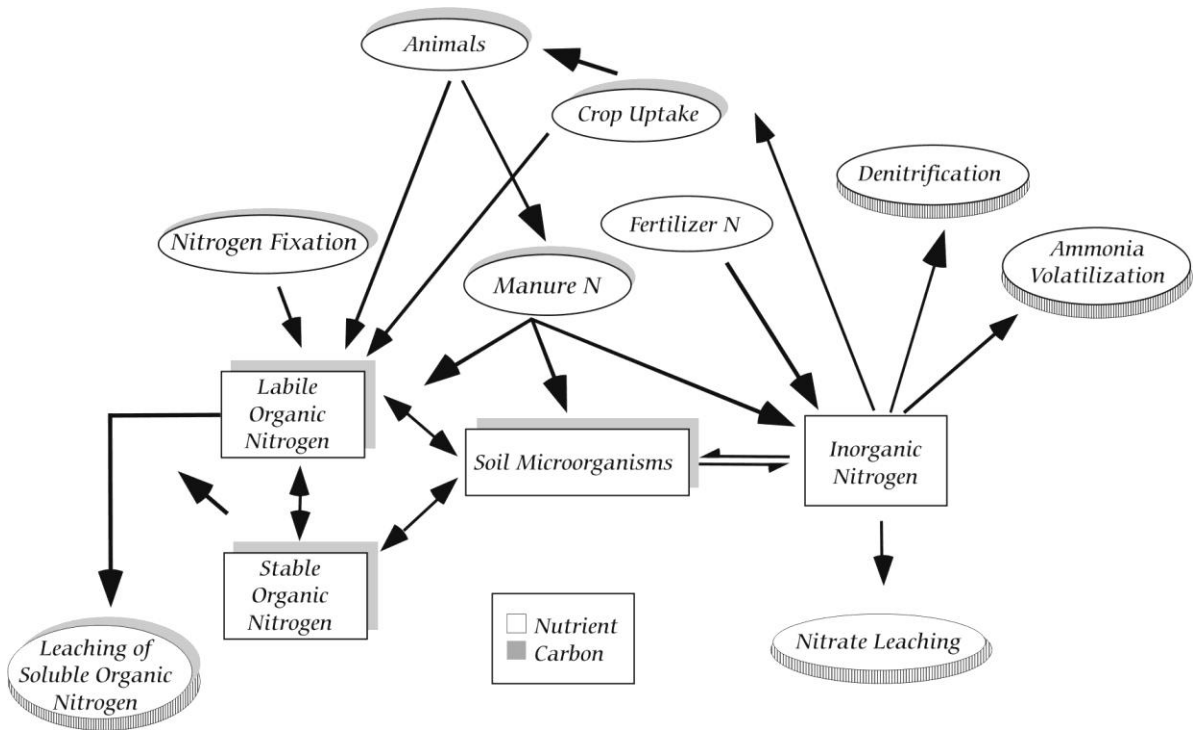 Animals
Crop Uptake
Denitrification
Nitrogen Fixation
Fertilizer N
Ammonia
Volatilization
Manure N
Labile
Organic
Nitrogen
Soil Microorganisms
Inorganic
Nitrogen
Stable
Organic
Nitrogen
Nutrient
Carbon
Leaching of
Soluble Organic
Nitrogen
Nitrate Leaching